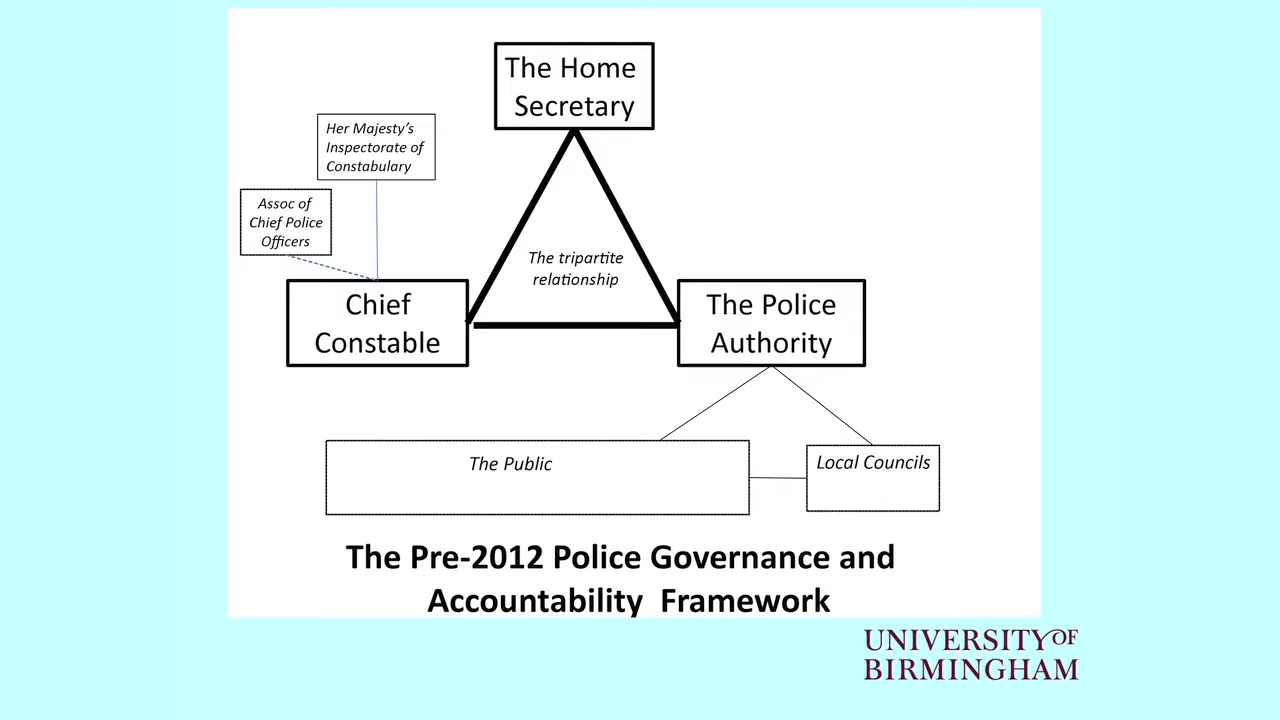 The Home
Secretary
Her Majesty's
Inspectorate of
Constabulary
Assoc of
Chief Police
Officers
The tripartite
relationship
Chief
Constable
The Police
Authority
The Public
Local Councils
The Pre-2012 Police Governance and
Accountability Framework
UNIVERSITY OF
BIRMINGHAM